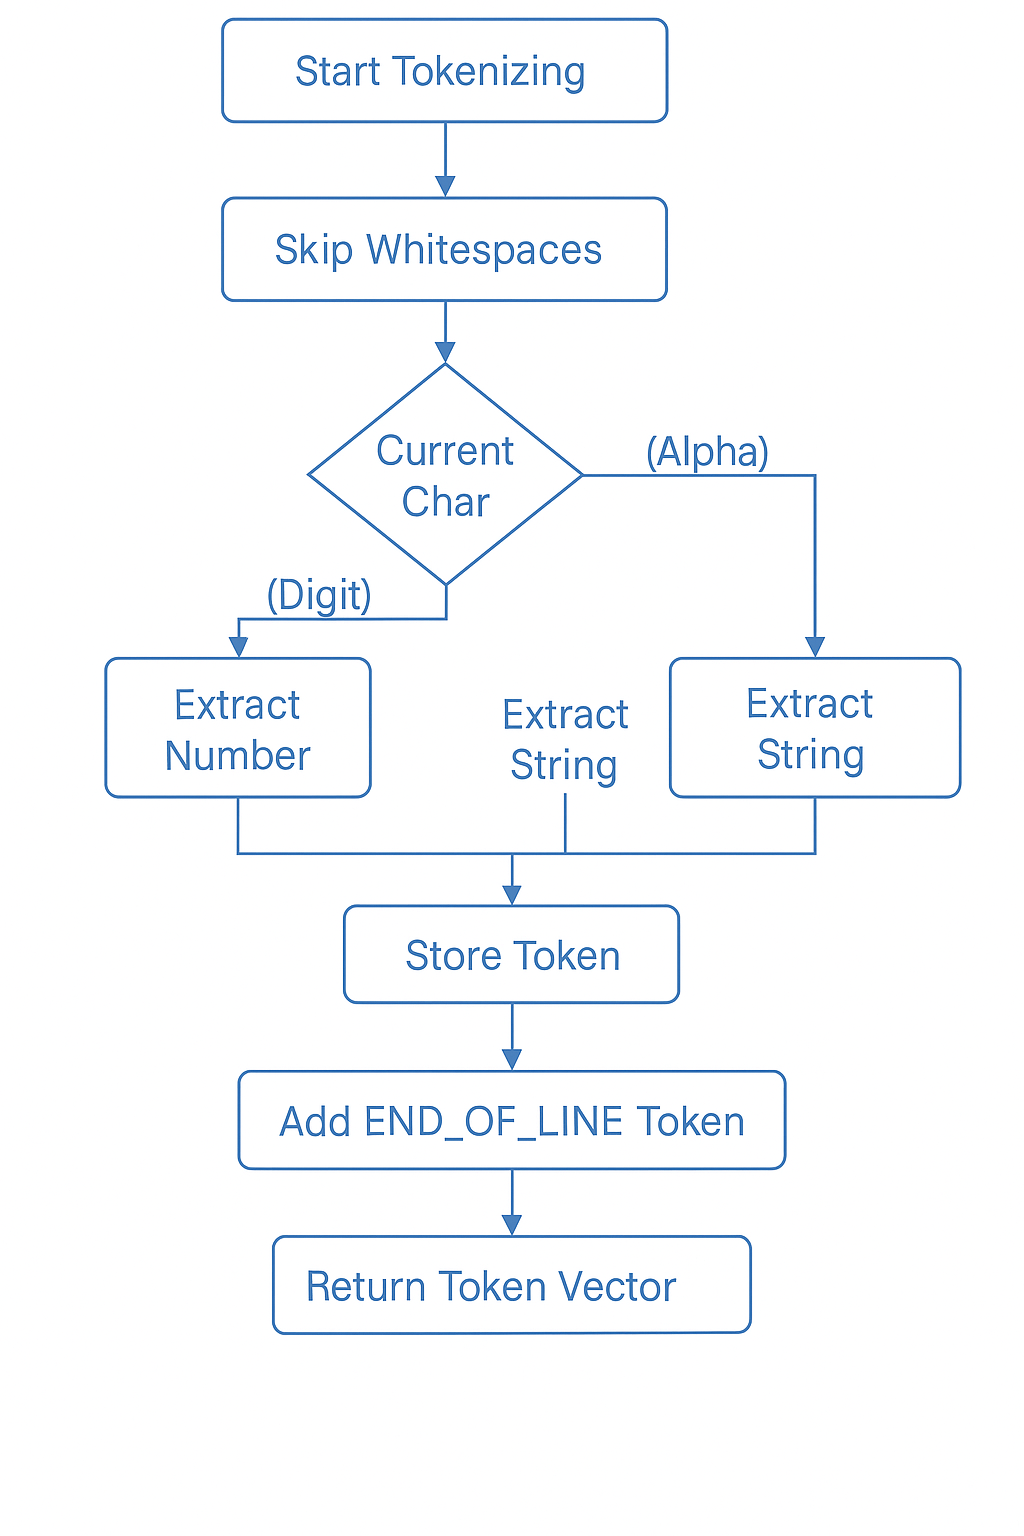 Start Tokenizing
Skip Whitespaces
Current
Char
(Alpha)
(Digit)
Extract
Number
Extract
String
Extract
String
Store Token
Add END_OF_LINE Token
Return Token Vector